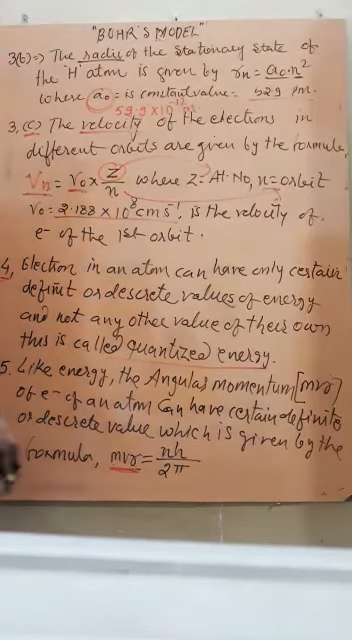 "BOHR'S MODEL"
3(b)⇒ The radii of the stationary state of
the 'H' atom is given by rn = a₀.n²
where a₀ = is constant value = 52.9 pm.
52.9 × 10⁻¹² m.
3. (C) The velocity of the electrons in
different orbits are given by the formula,
Vn = V₀ × Z/n where Z = At. No, n = orbit
V₀ = 2.188 × 10⁸ cm s⁻¹, is the velocity of.
e- of the 1st orbit.
4, Election in an atom can have only certain
definit or descrete values of energy
and not any other value of their own
this is called quantized energy.
5. Like energy, the Angular momentum [mvr]
of e- of an atom can have certain definite
or descrete value which is given by the
formula, mvr = nh/2π